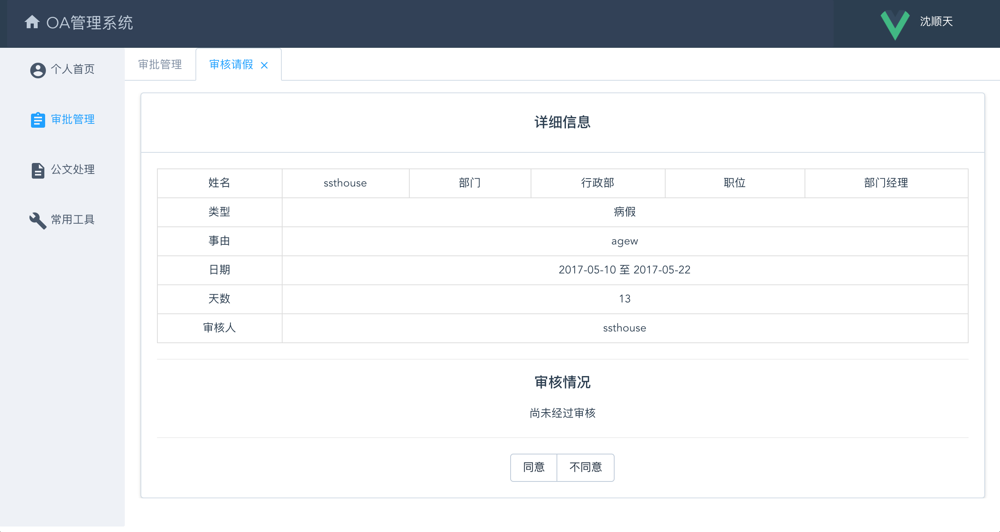 OA管理系统
沈顺天
个人首页
审批管理
公文处理
常用工具
审批管理 审核请假
详细信息
姓名 ssthouse 部门 行政部 职位 部门经理
类型 病假
事由 agew
日期 2017-05-10 至 2017-05-22
天数 13
审核人 ssthouse
审核情况
尚未经过审核
同意 不同意